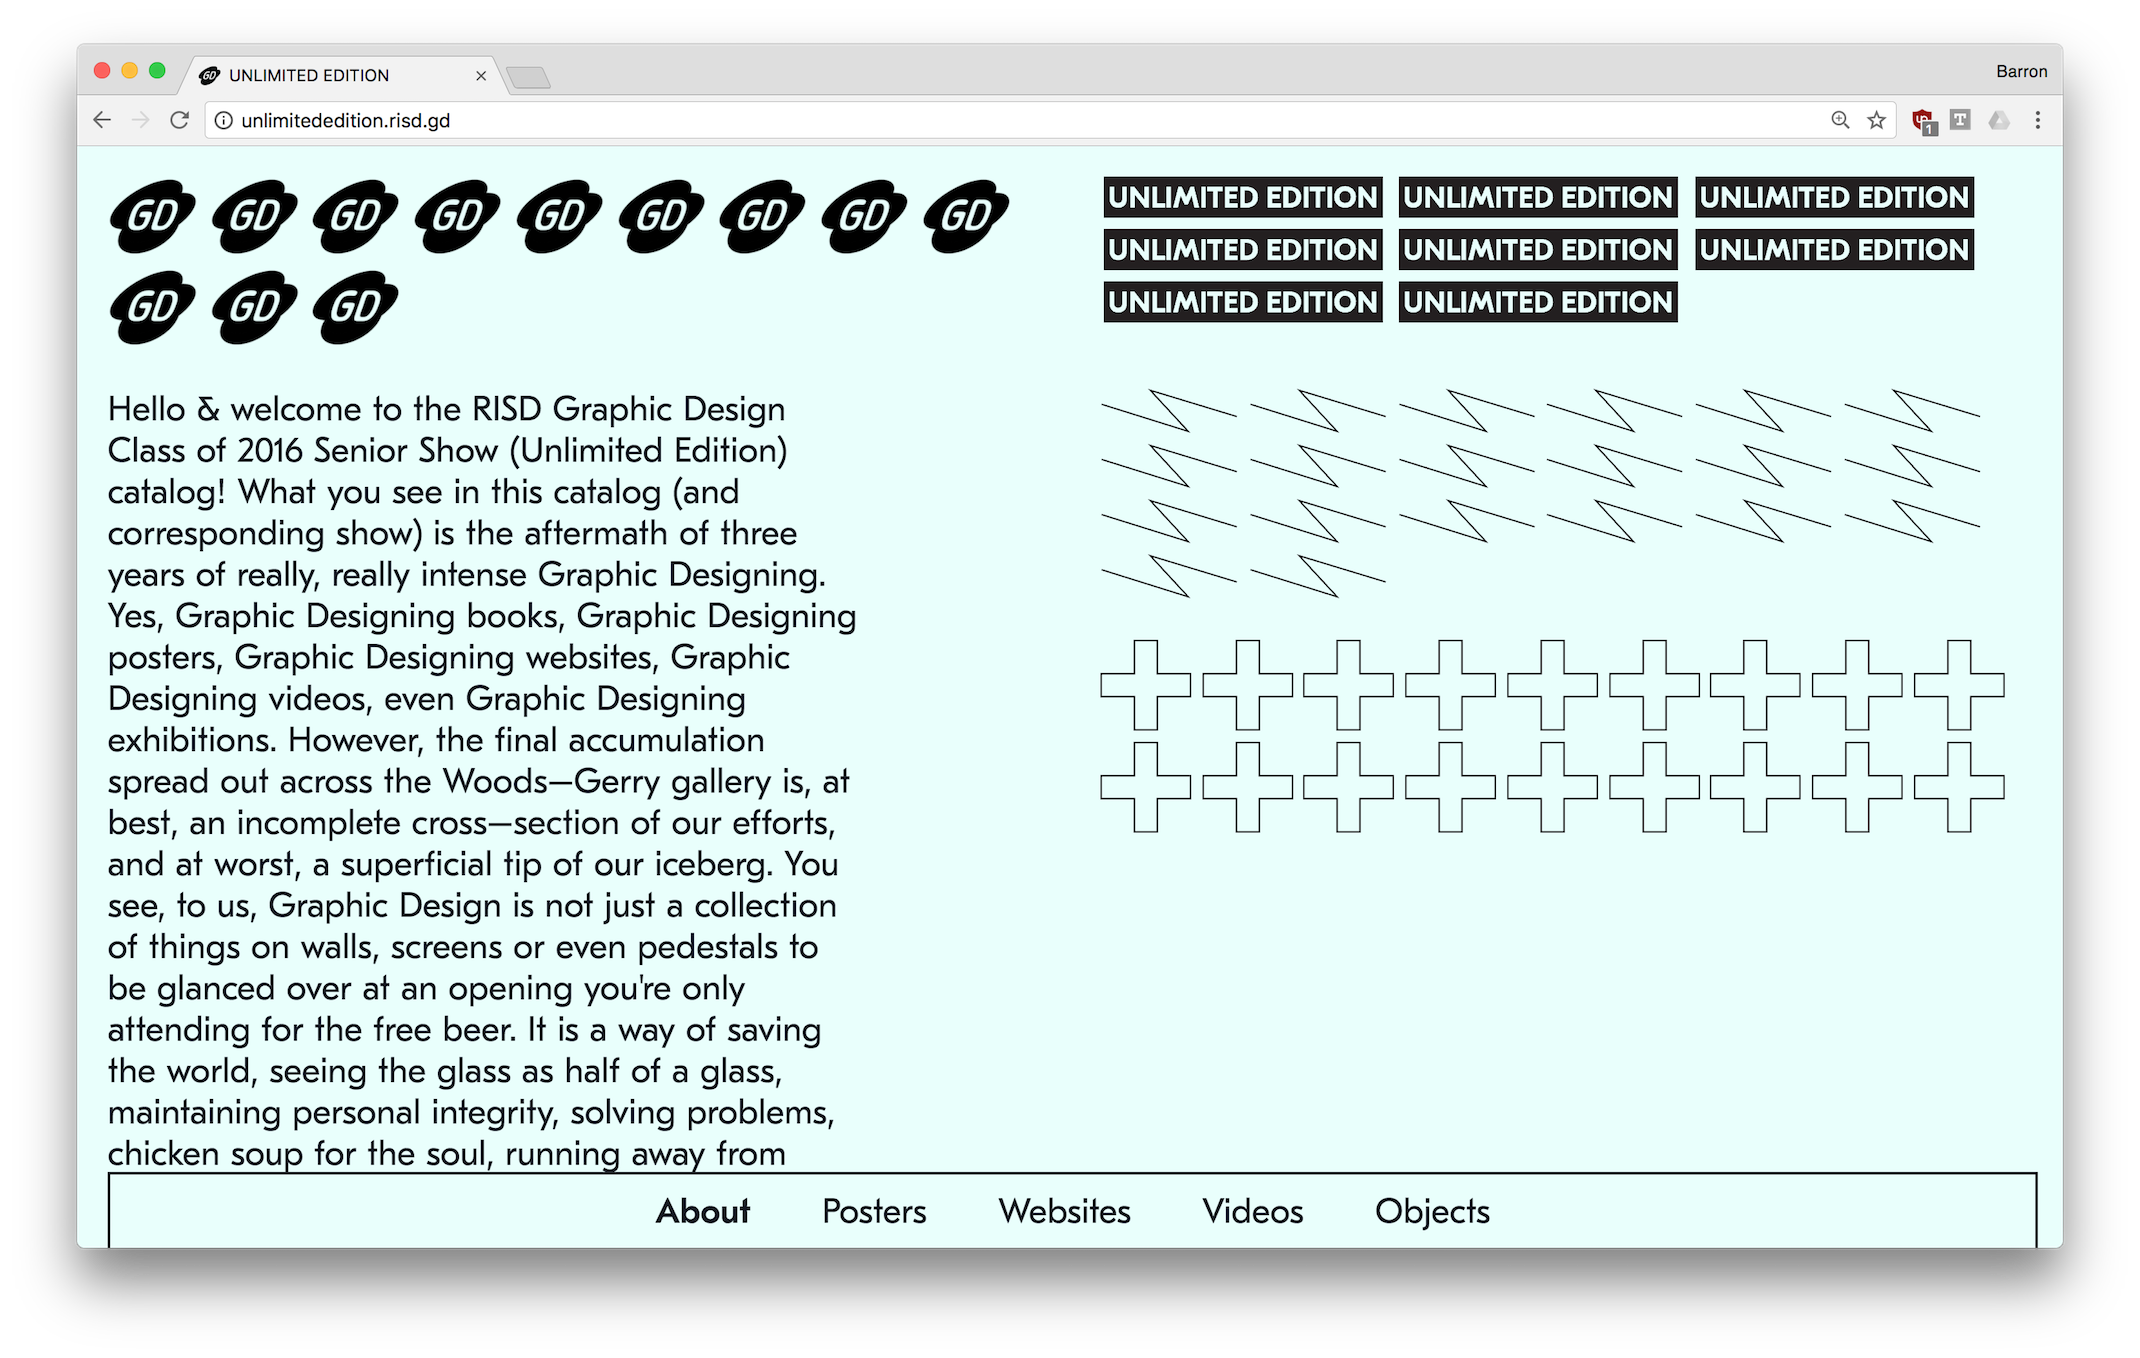 UNLIMITED EDITION
Barron
unlimitededition.risd.gd
1
GD GD GD GD GD GD GD GD GD
GD GD GD
Hello & welcome to the RISD Graphic Design
Class of 2016 Senior Show (Unlimited Edition)
catalog! What you see in this catalog (and
corresponding show) is the aftermath of three
years of really, really intense Graphic Designing.
Yes, Graphic Designing books, Graphic Designing
posters, Graphic Designing websites, Graphic
Designing videos, even Graphic Designing
exhibitions. However, the final accumulation
spread out across the Woods—Gerry gallery is, at
best, an incomplete cross—section of our efforts,
and at worst, a superficial tip of our iceberg. You
see, to us, Graphic Design is not just a collection
of things on walls, screens or even pedestals to
be glanced over at an opening you're only
attending for the free beer. It is a way of saving
the world, seeing the glass as half of a glass,
maintaining personal integrity, solving problems,
chicken soup for the soul, running away from
UNLIMITED EDITION UNLIMITED EDITION UNLIMITED EDITION
UNLIMITED EDITION UNLIMITED EDITION UNLIMITED EDITION
UNLIMITED EDITION UNLIMITED EDITION
About Posters Websites Videos Objects